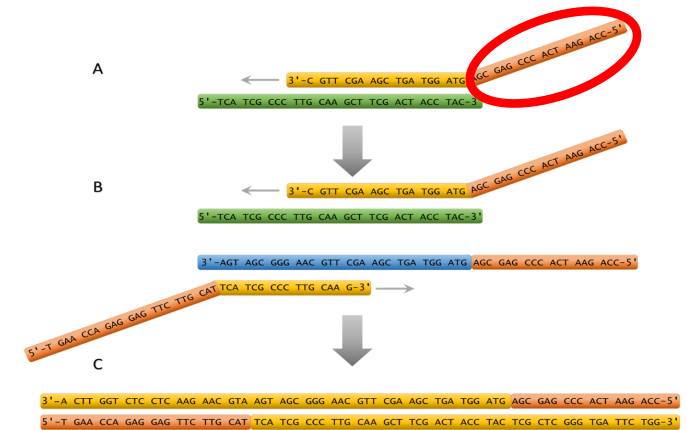 A
3'-C GTT CGA AGC TGA TGG ATG AGC GAG CCC ACT AAG ACC-5'
5'-TCA TCG CCC TTG CAA GCT TCG ACT ACC TAC-3'
B
3'-C GTT CGA AGC TGA TGG ATG AGC GAG CCC ACT AAG ACC-5'
5'-TCA TCG CCC TTG CAA GCT TCG ACT ACC TAC-3'
3'-AGT AGC GGG AAC GTT CGA AGC TGA TGG ATG AGC GAG CCC ACT AAG ACC-5'
5'-T GAA CCA GAG GAG TTC TTG CAT TCA TCG CCC TTG CAA G-3'
C
3'-A CTT GGT CTC CTC AAG AAC GTA AGT AGC GGG AAC GTT CGA AGC TGA TGG ATG AGC GAG CCC ACT AAG ACC-5'
5'-T GAA CCA GAG GAG TTC TTG CAT TCA TCG CCC TTG CAA GCT TCG ACT ACC TAC TCG CTC GGG TGA TTC TGG-3'